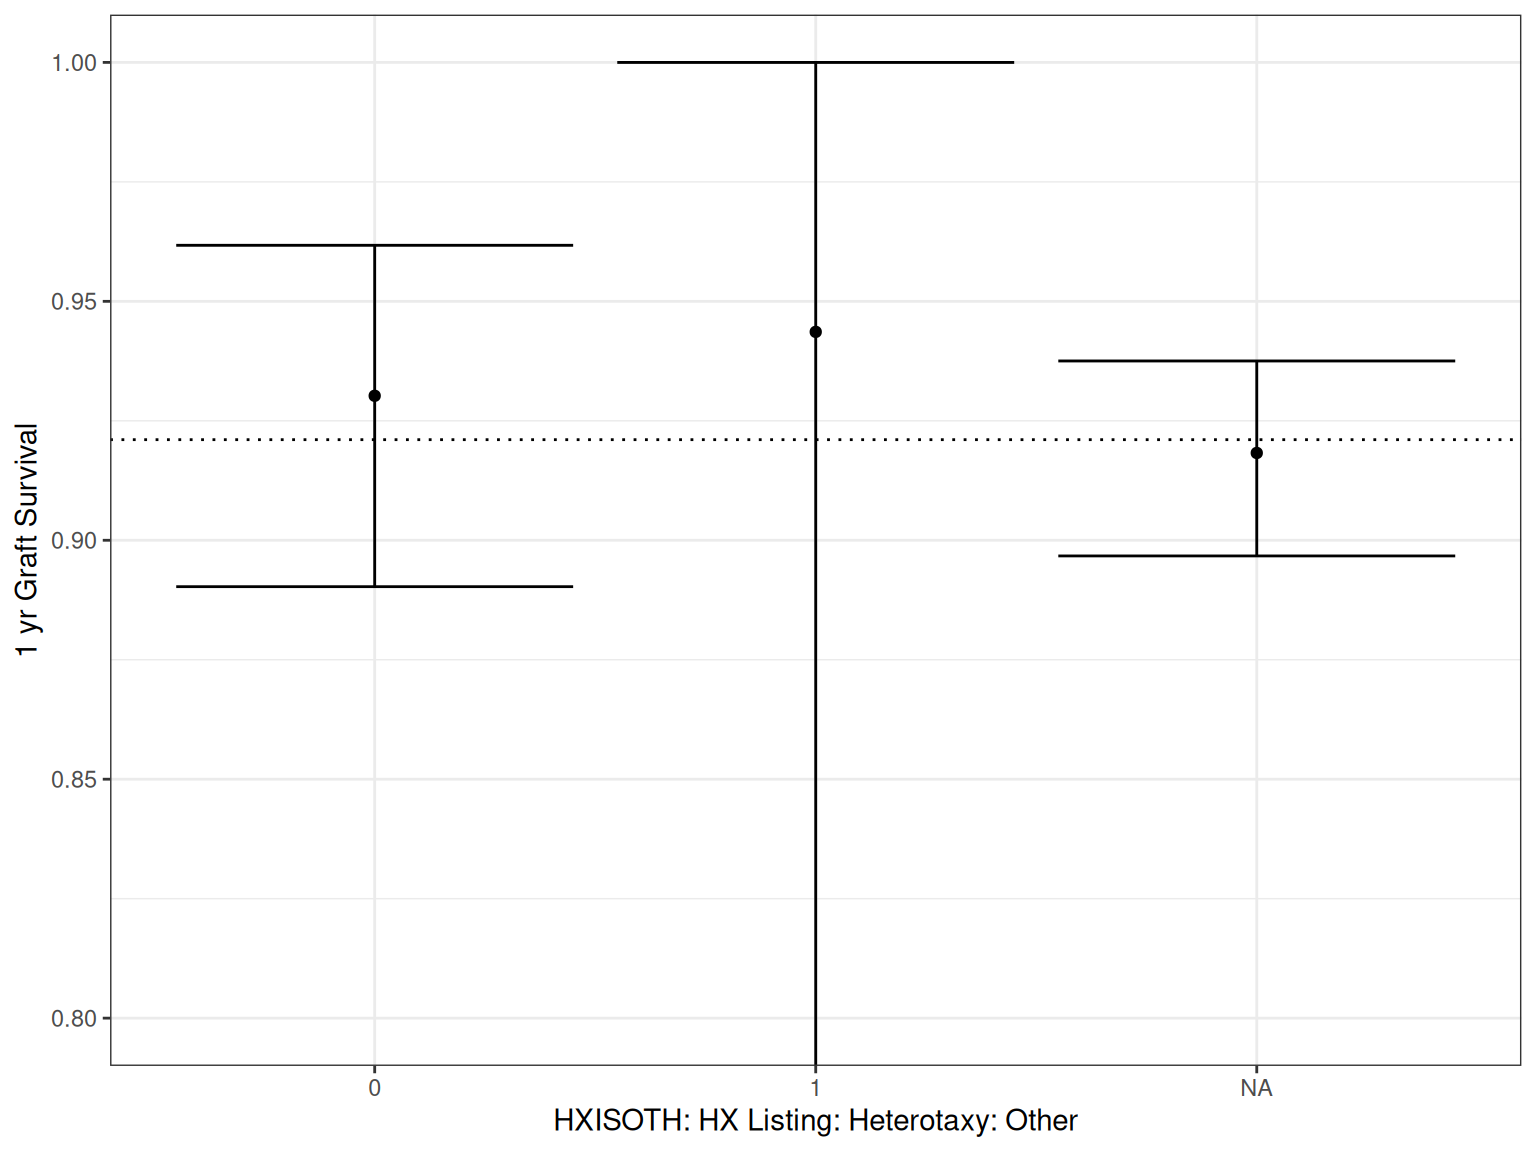 1 yr Graft Survival
1.00
0.95
0.90
0.85
0.80
0 1 NA
HXISOTH: HX Listing: Heterotaxy: Other